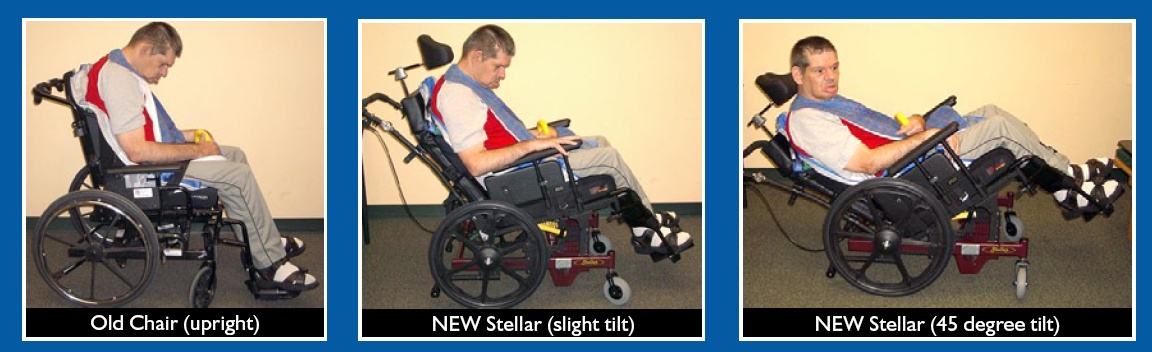 Old Chair (upright)
NEW Stellar (slight tilt)
NEW Stellar (45 degree tilt)